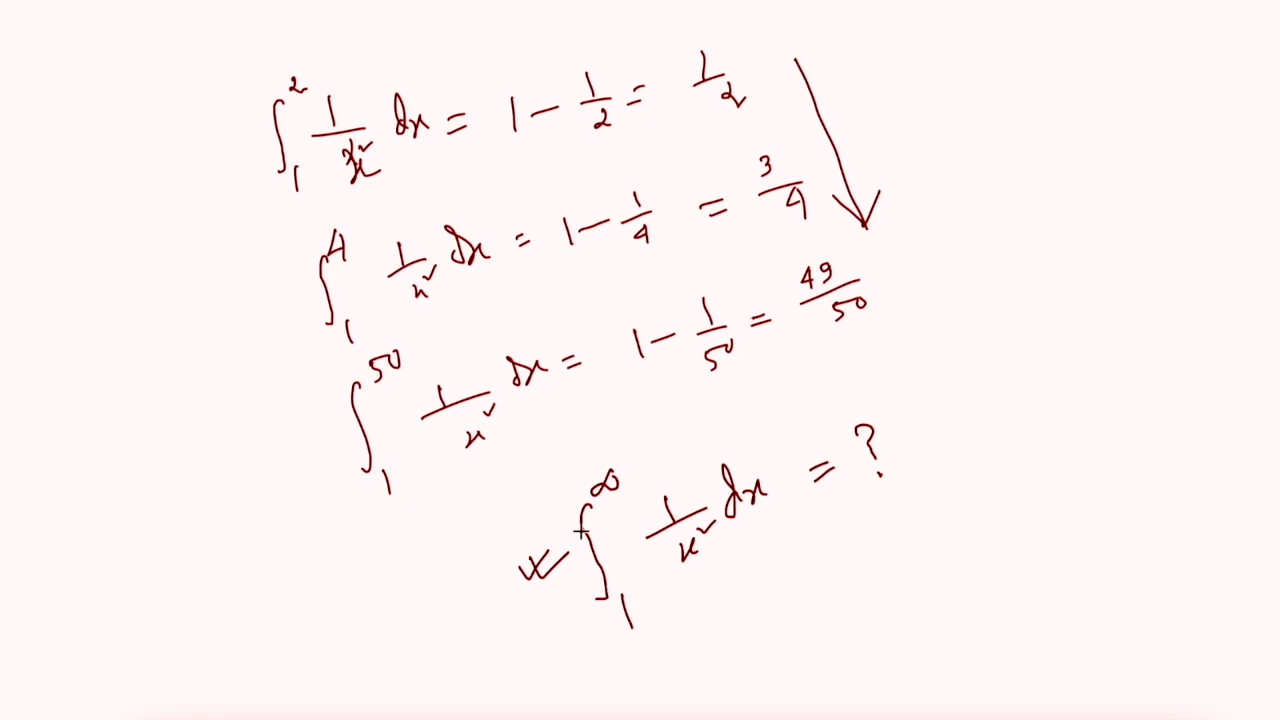 ∫₁² 1/x² dx = 1 − 1/2 = 1/2
∫₁⁴ 1/x² dx = 1 − 1/4 = 3/4
∫₁⁵⁰ 1/x² dx = 1 − 1/50 = 49/50
∫₁^∞ 1/x² dx = ?